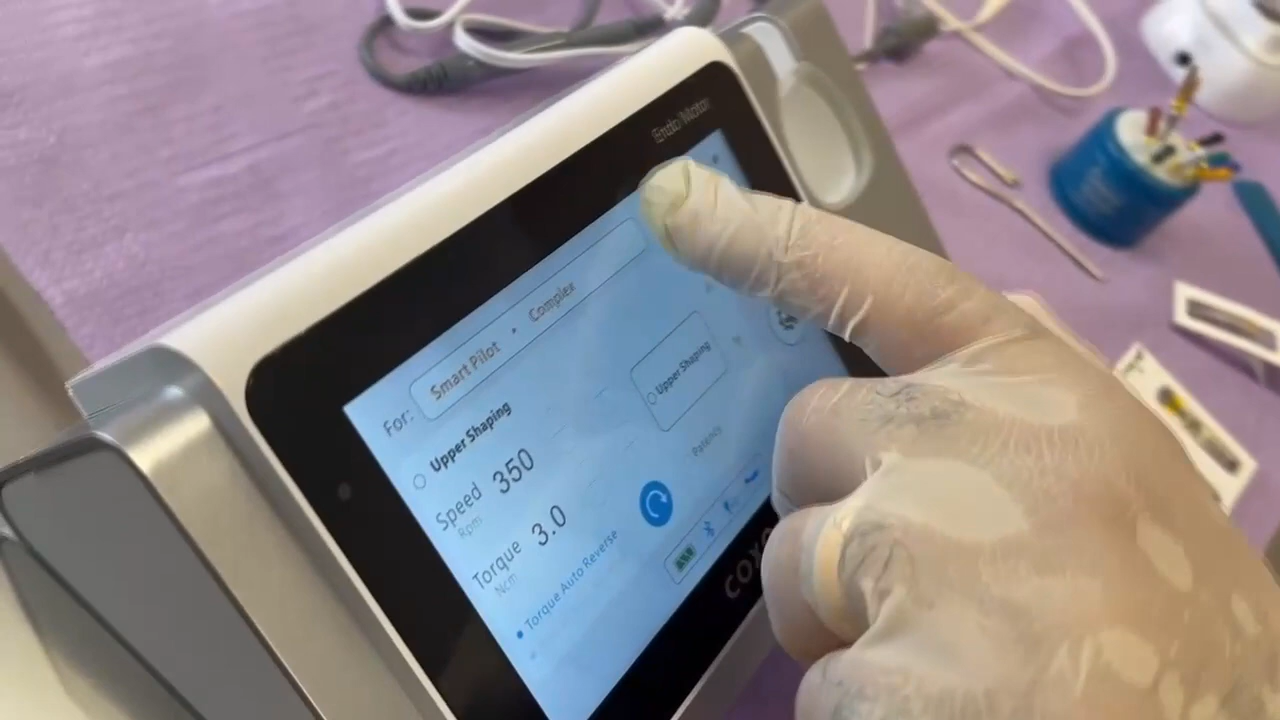 Endo Motor
For: Smart Pilot · Complex
Upper Shaping
Upper Shaping
Speed 350
Rpm
Torque 3.0
Ncm
Patency
• Torque Auto Reverse
COXO